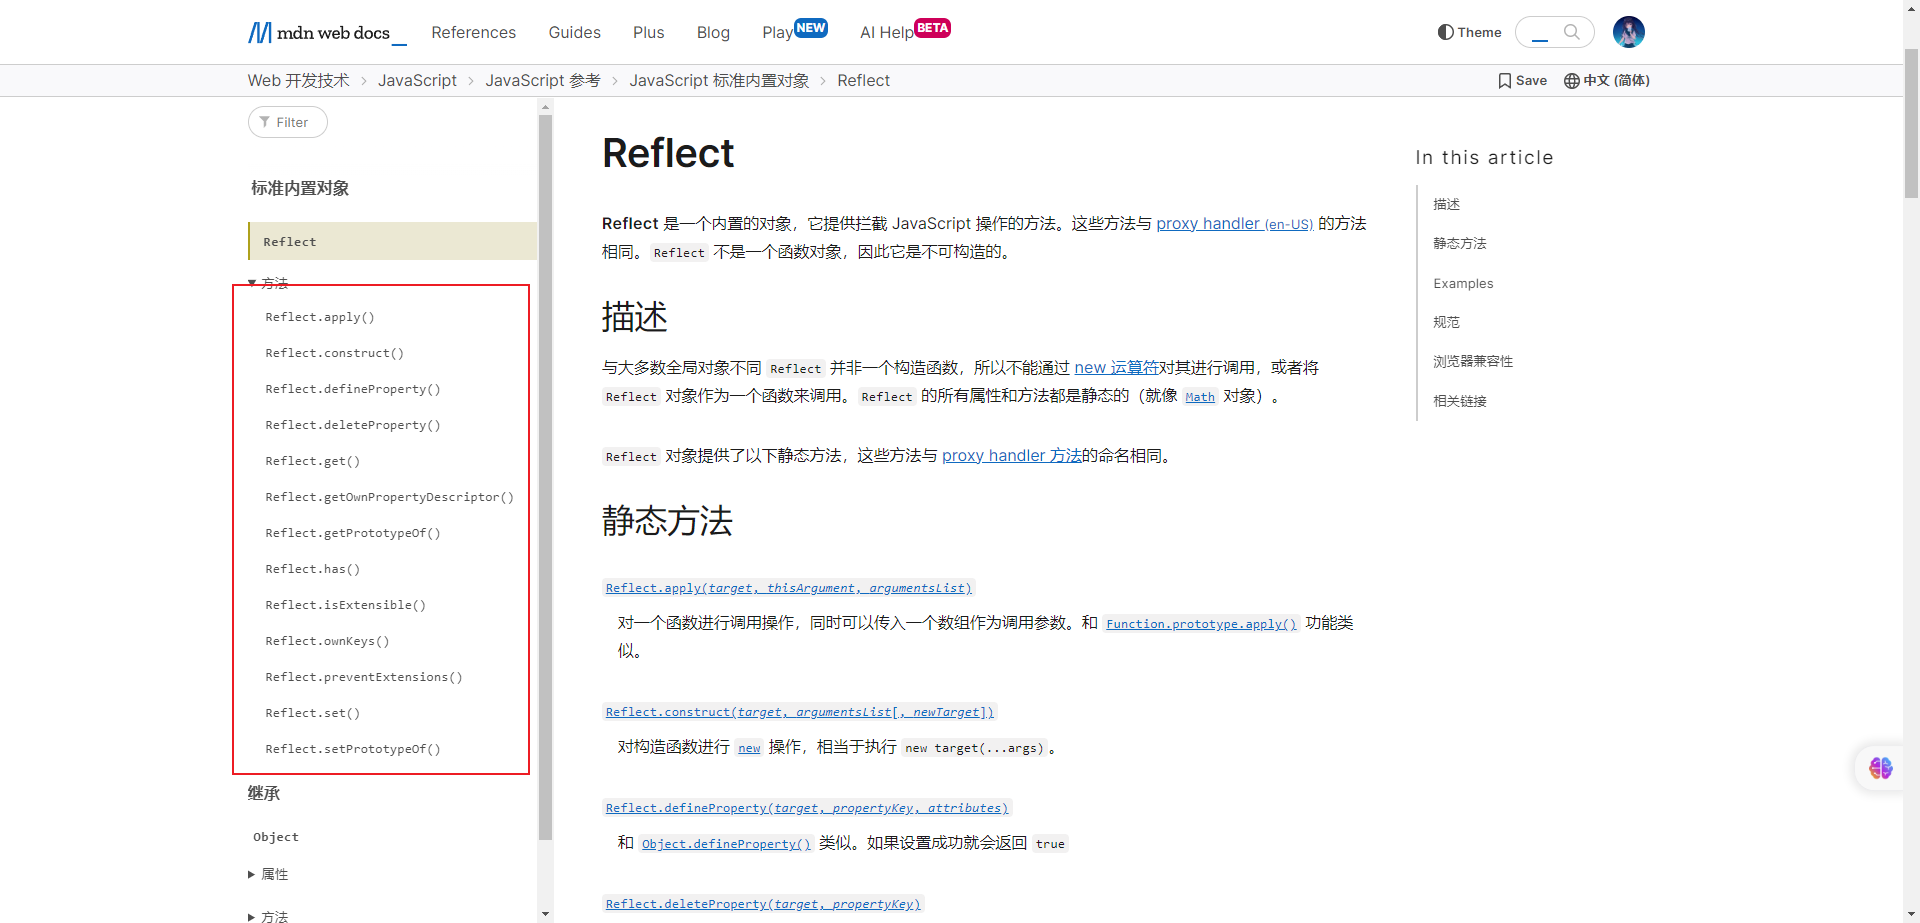 mdn web docs_
References
Guides
Plus
Blog
Play NEW
AI Help BETA
Theme
Web 开发技术 > JavaScript > JavaScript 参考 > JavaScript 标准内置对象 > Reflect
Save
中文 (简体)
Filter
标准内置对象
Reflect
方法
Reflect.apply()
Reflect.construct()
Reflect.defineProperty()
Reflect.deleteProperty()
Reflect.get()
Reflect.getOwnPropertyDescriptor()
Reflect.getPrototypeOf()
Reflect.has()
Reflect.isExtensible()
Reflect.ownKeys()
Reflect.preventExtensions()
Reflect.set()
Reflect.setPrototypeOf()
继承
Object
属性
方法
Reflect
Reflect 是一个内置的对象，它提供拦截 JavaScript 操作的方法。这些方法与 proxy handler (en-US) 的方法
相同。Reflect 不是一个函数对象，因此它是不可构造的。
描述
与大多数全局对象不同 Reflect 并非一个构造函数，所以不能通过 new 运算符对其进行调用，或者将
Reflect 对象作为一个函数来调用。Reflect 的所有属性和方法都是静态的（就像 Math 对象）。
Reflect 对象提供了以下静态方法，这些方法与 proxy handler 方法的命名相同。
静态方法
Reflect.apply(target, thisArgument, argumentsList)
对一个函数进行调用操作，同时可以传入一个数组作为调用参数。和 Function.prototype.apply() 功能类
似。
Reflect.construct(target, argumentsList[, newTarget])
对构造函数进行 new 操作，相当于执行 new target(...args)。
Reflect.defineProperty(target, propertyKey, attributes)
和 Object.defineProperty() 类似。如果设置成功就会返回 true
Reflect.deleteProperty(target, propertyKey)
In this article
描述
静态方法
Examples
规范
浏览器兼容性
相关链接